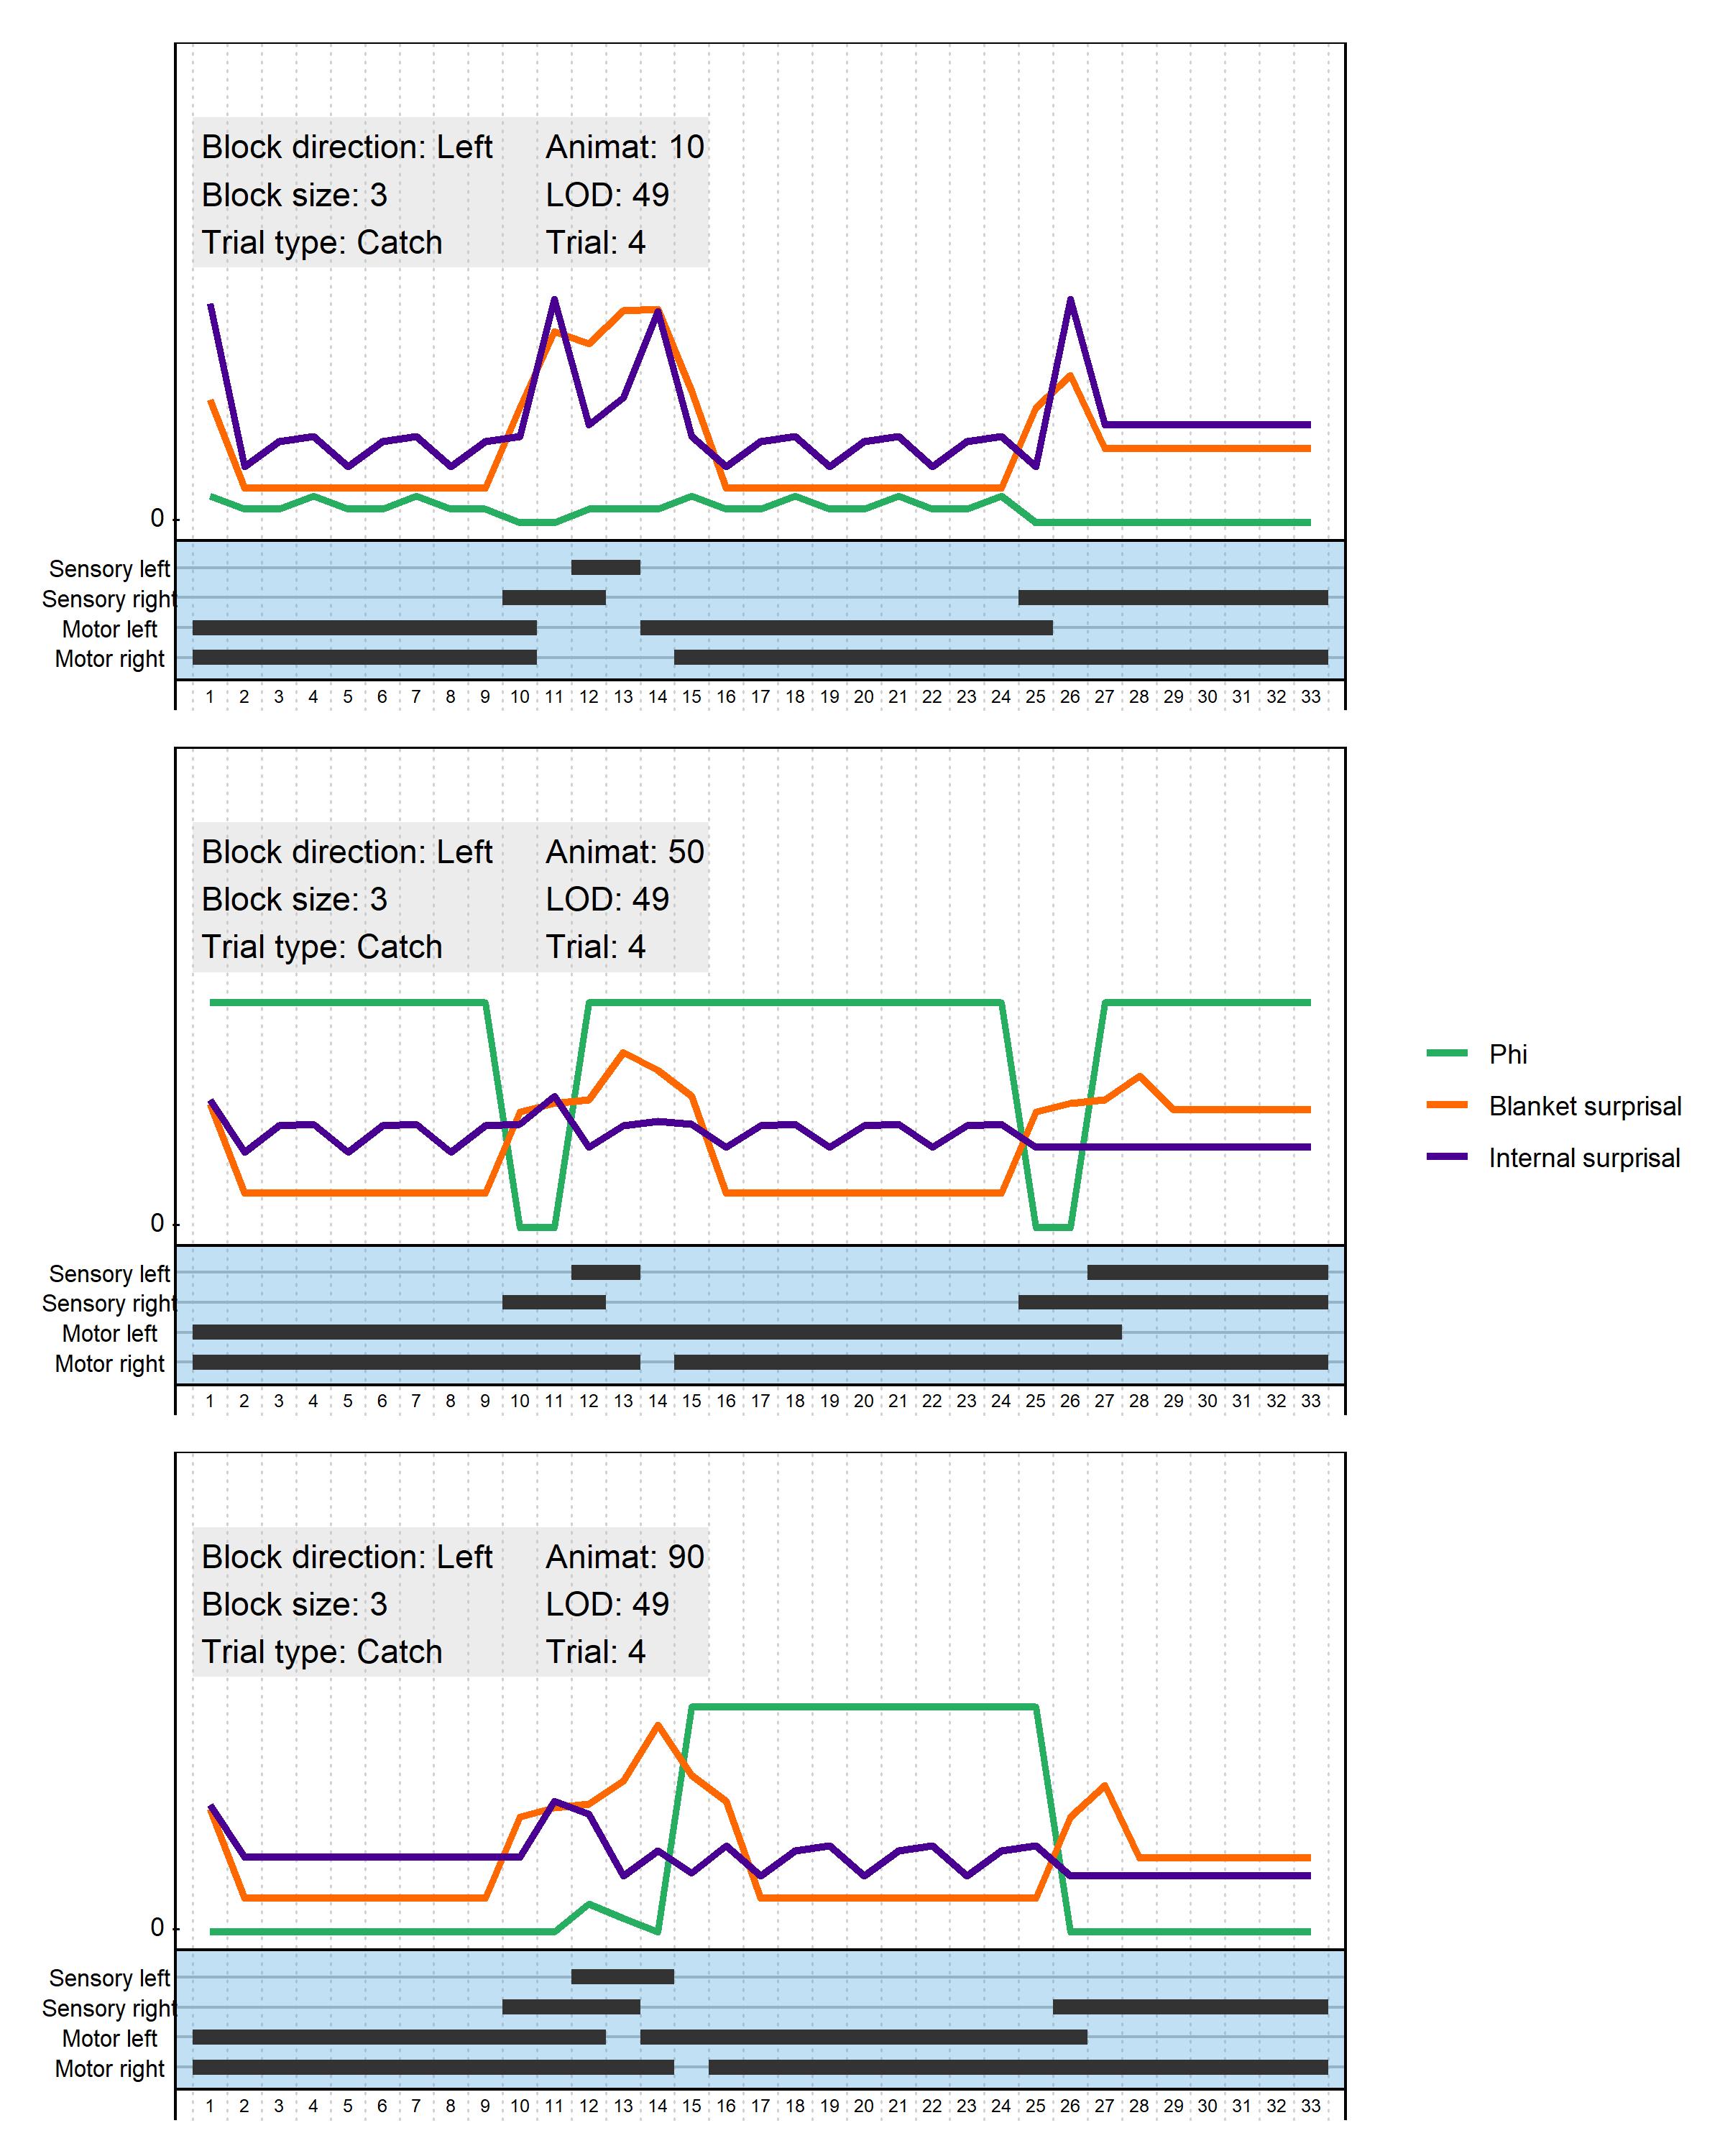 Block direction: Left Animat: 10
Block size: 3 LOD: 49
Trial type: Catch Trial: 4
0
Sensory left
Sensory right
Motor left
Motor right
1 2 3 4 5 6 7 8 9 10 11 12 13 14 15 16 17 18 19 20 21 22 23 24 25 26 27 28 29 30 31 32 33
Block direction: Left Animat: 50
Block size: 3 LOD: 49
Trial type: Catch Trial: 4
0
Sensory left
Sensory right
Motor left
Motor right
1 2 3 4 5 6 7 8 9 10 11 12 13 14 15 16 17 18 19 20 21 22 23 24 25 26 27 28 29 30 31 32 33
Phi
Blanket surprisal
Internal surprisal
Block direction: Left Animat: 90
Block size: 3 LOD: 49
Trial type: Catch Trial: 4
0
Sensory left
Sensory right
Motor left
Motor right
1 2 3 4 5 6 7 8 9 10 11 12 13 14 15 16 17 18 19 20 21 22 23 24 25 26 27 28 29 30 31 32 33